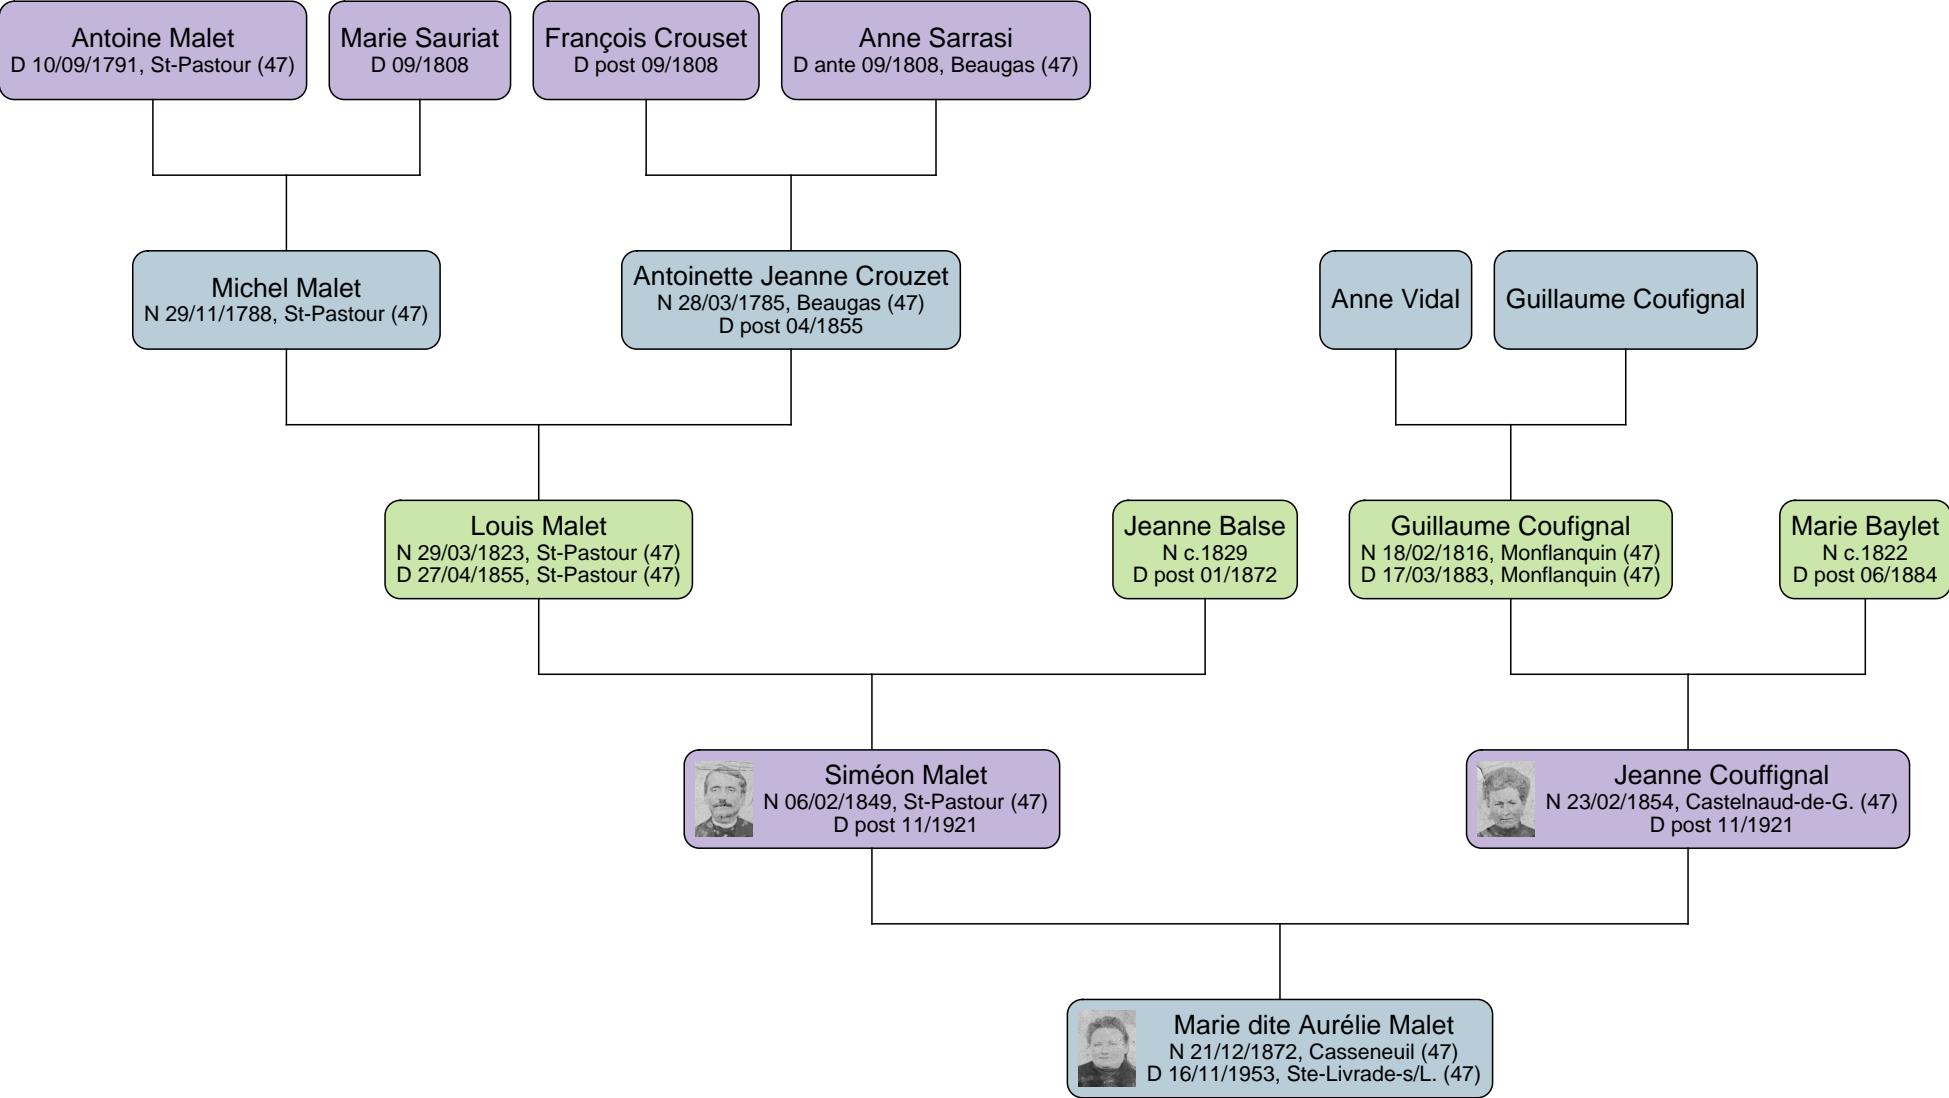 Antoine Malet
D 10/09/1791, St-Pastour (47)
Marie Sauriat
D 09/1808
François Crouset
D post 09/1808
Anne Sarrasi
D ante 09/1808, Beaugas (47)
Michel Malet
N 29/11/1788, St-Pastour (47)
Antoinette Jeanne Crouzet
N 28/03/1785, Beaugas (47)
D post 04/1855
Anne Vidal
Guillaume Coufignal
Louis Malet
N 29/03/1823, St-Pastour (47)
D 27/04/1855, St-Pastour (47)
Jeanne Balse
N c.1829
D post 01/1872
Guillaume Coufignal
N 18/02/1816, Monflanquin (47)
D 17/03/1883, Monflanquin (47)
Marie Baylet
N c.1822
D post 06/1884
Siméon Malet
N 06/02/1849, St-Pastour (47)
D post 11/1921
Jeanne Couffignal
N 23/02/1854, Castelnaud-de-G. (47)
D post 11/1921
Marie dite Aurélie Malet
N 21/12/1872, Casseneuil (47)
D 16/11/1953, Ste-Livrade-s/L. (47)